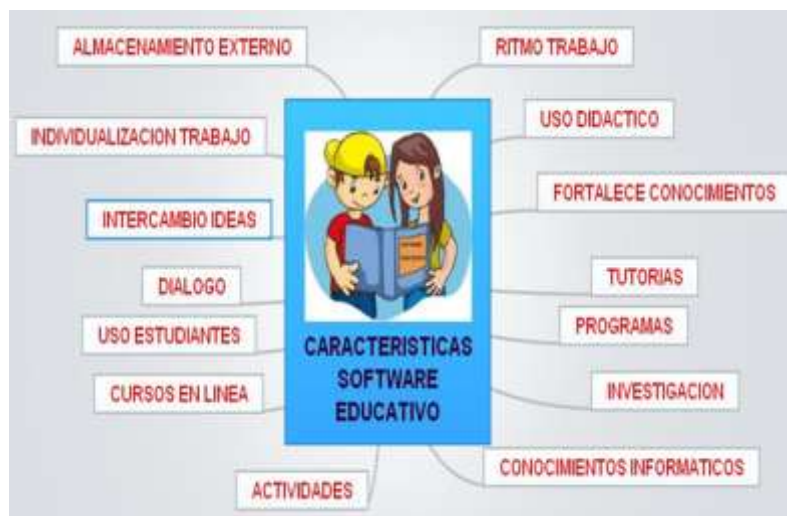 ALMACENAMIENTO EXTERNO
RITMO TRABAJO
INDIVIDUALIZACION TRABAJO
USO DIDACTICO
INTERCAMBIO IDEAS
FORTALECE CONOCIMIENTOS
DIALOGO
TUTORIAS
USO ESTUDIANTES
PROGRAMAS
CURSOS EN LINEA
INVESTIGACION
ACTIVIDADES
CONOCIMIENTOS INFORMATICOS
CARACTERISTICAS
SOFTWARE
EDUCATIVO